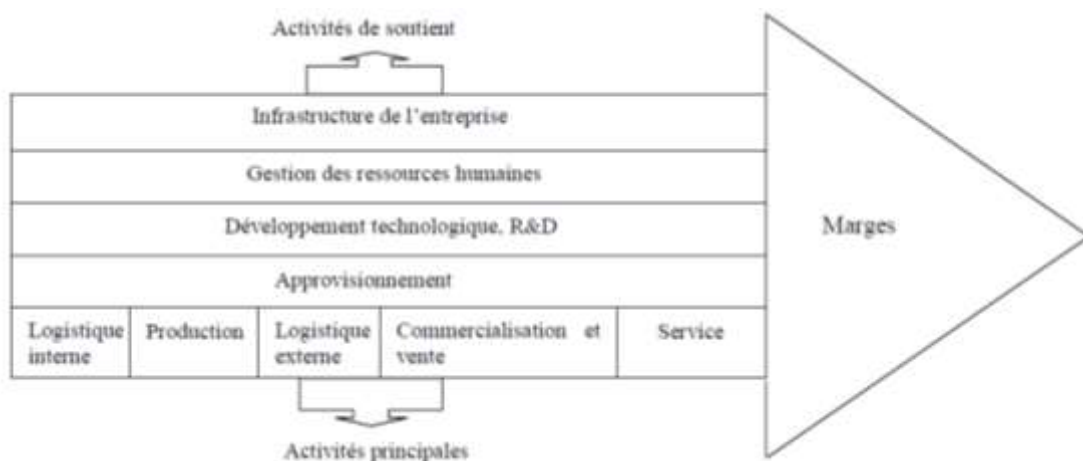 Activités de soutient
Infrastructure de l'entreprise
Gestion des ressources humaines
Développement technologique. R&D
Approvisionnement
Logistique
interne
Production
Logistique
externe
Commercialisation et
vente
Service
Marges
Activités principales